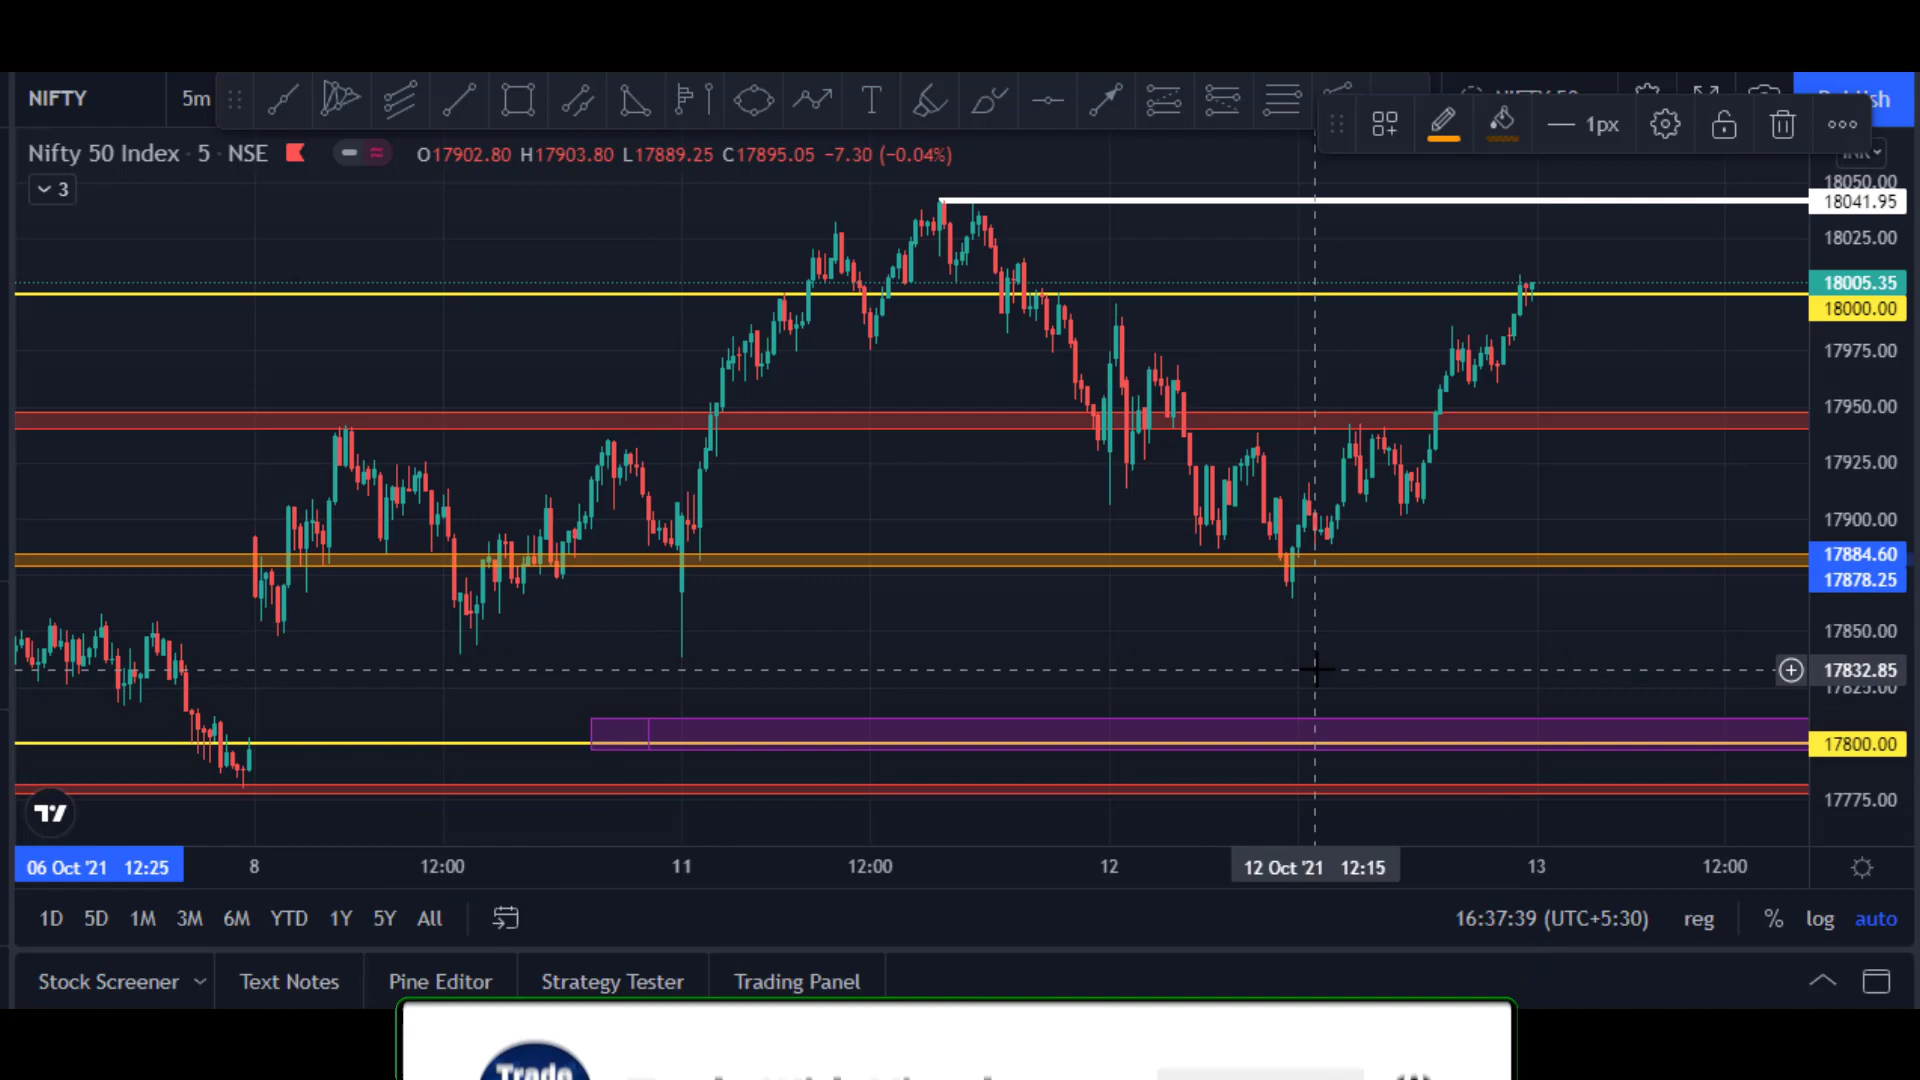 NIFTY 5m
Nifty 50 Index · 5 · NSE O17902.80 H17903.80 L17889.25 C17895.05 −7.30 (−0.04%)
1px
3
18050.00
18041.95
18025.00
18005.35
18000.00
17975.00
17950.00
17925.00
17900.00
17884.60
17878.25
17850.00
17832.85
17825.00
17800.00
17775.00
06 Oct '21 12:25 8 12:00 11 12:00 12 12 Oct '21 12:15 13 12:00
1D 5D 1M 3M 6M YTD 1Y 5Y All 16:37:39 (UTC+5:30) reg % log auto
Stock Screener Text Notes Pine Editor Strategy Tester Trading Panel
Trade